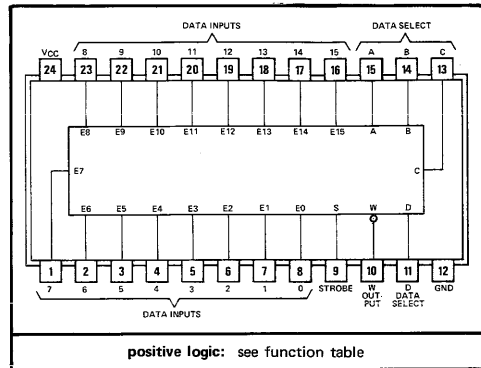 DATA INPUTS DATA SELECT
VCC 8 9 10 11 12 13 14 15 A B C
24 23 22 21 20 19 18 17 16 15 14 13
E8 E9 E10 E11 E12 E13 E14 E15 A B
E7 C
E6 E5 E4 E3 E2 E1 E0 S W D
1 2 3 4 5 6 7 8 9 10 11 12
7 6 5 4 3 2 1 0 STROBE W D GND
OUT- DATA
PUT SELECT
DATA INPUTS
positive logic: see function table